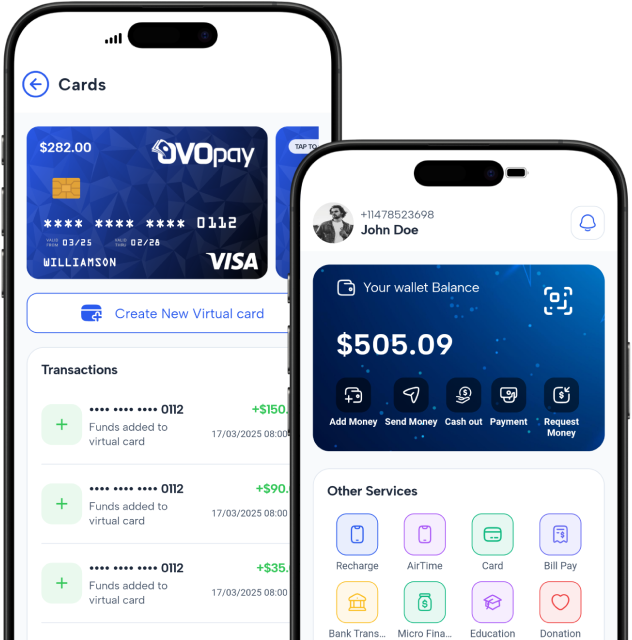 Cards
$282.00
OVOpay
TAP TO
**** **** **** 0112
VALID FROM 03/25 VALID THRU 02/28
WILLIAMSON
VISA
Create New Virtual card
Transactions
•••• •••• •••• 0112 +$150.
Funds added to
virtual card
17/03/2025 08:00
•••• •••• •••• 0112 +$90.
Funds added to
virtual card
17/03/2025 08:00
•••• •••• •••• 0112 +$35.
Funds added to
virtual card
17/03/2025 08:00
+11478523698
John Doe
Your wallet Balance
$505.09
Add Money Send Money Cash out Payment Request
Money
Other Services
Recharge AirTime Card Bill Pay
Bank Trans... Micro Fina... Education Donation